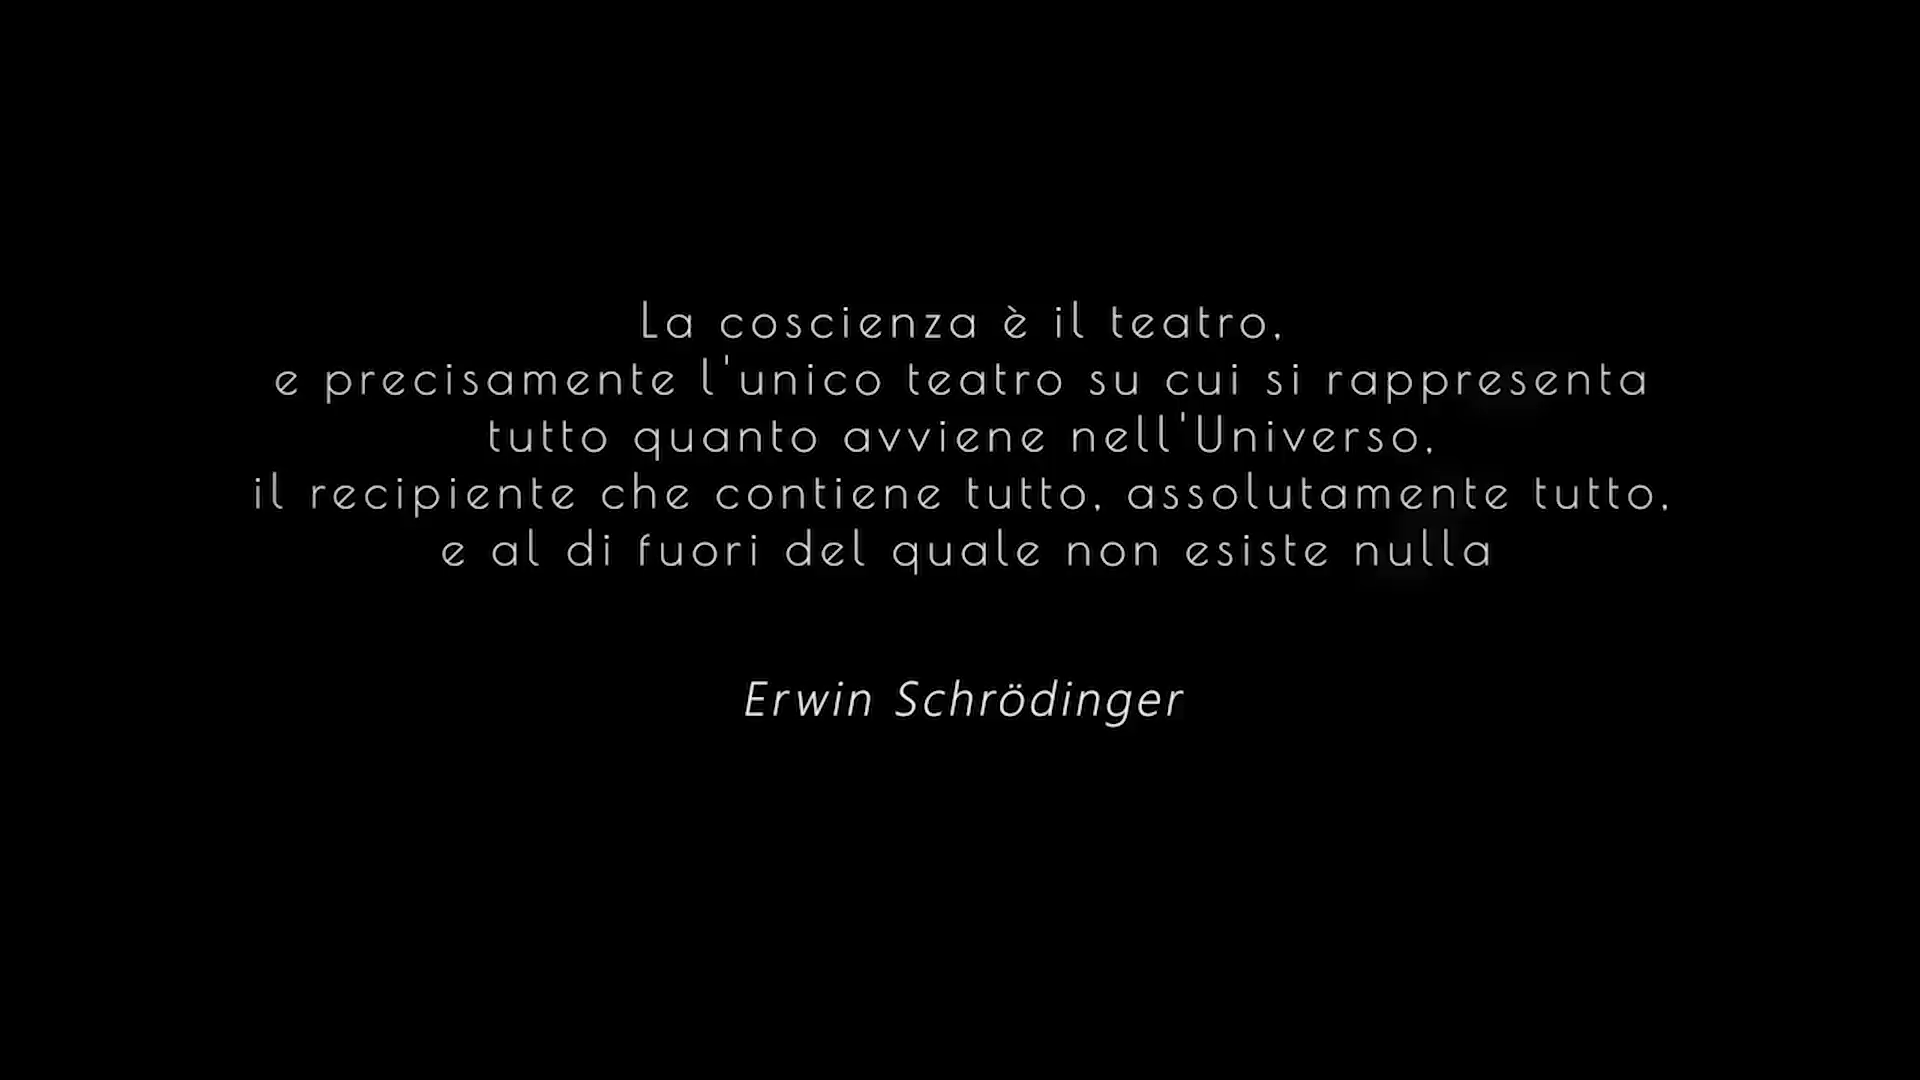 La coscienza è il teatro,
e precisamente l'unico teatro su cui si rappresenta
tutto quanto avviene nell'Universo,
il recipiente che contiene tutto, assolutamente tutto,
e al di fuori del quale non esiste nulla
Erwin Schrödinger